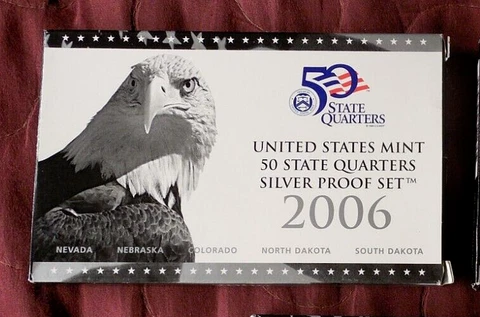 50
STATE
QUARTERS
UNITED STATES MINT
50 STATE QUARTERS
SILVER PROOF SET™
2006
NEVADA NEBRASKA COLORADO NORTH DAKOTA SOUTH DAKOTA